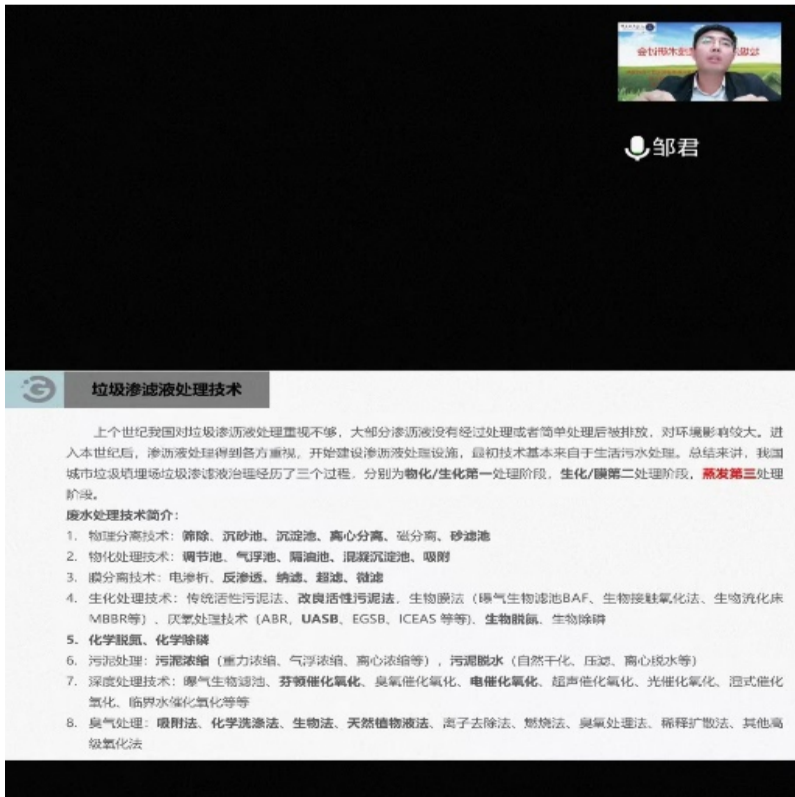 邹君
垃圾渗滤液处理技术
上个世纪我国对垃圾渗沥液处理重视不够，大部分渗沥液没有经过处理或者简单处理后被排放，对环境影响较大。进
入本世纪后，渗沥液处理得到各方重视，开始建设渗沥液处理设施，最初技术基本来自于生活污水处理。总结来讲，我国
城市垃圾填埋场垃圾渗滤液治理经历了三个过程，分别为物化/生化第一处理阶段，生化/膜第二处理阶段，蒸发第三处理
阶段。
废水处理技术简介：
1. 物理分离技术：筛除、沉砂池、沉淀池、离心分离、磁分离、砂滤池
2. 物化处理技术：调节池、气浮池、隔油池、混凝沉淀池、吸附
3. 膜分离技术：电渗析、反渗透、纳滤、超滤、微滤
4. 生化处理技术：传统活性污泥法、改良活性污泥法，生物膜法（曝气生物滤池BAF、生物接触氧化法、生物流化床
MBBR等）、厌氧处理技术（ABR，UASB、EGSB、ICEAS 等等）、生物脱氮、生物除磷
5. 化学脱氮、化学除磷
6. 污泥处理：污泥浓缩（重力浓缩、气浮浓缩、离心浓缩等），污泥脱水（自然干化、压滤、离心脱水等）
7. 深度处理技术：曝气生物滤池、芬顿催化氧化、臭氧催化氧化、电催化氧化、超声催化氧化、光催化氧化、湿式催化
氧化、临界水催化氧化等等
8. 臭气处理：吸附法、化学洗涤法、生物法、天然植物液法、离子去除法、燃烧法、臭氧处理法、稀释扩散法、其他高
级氧化法